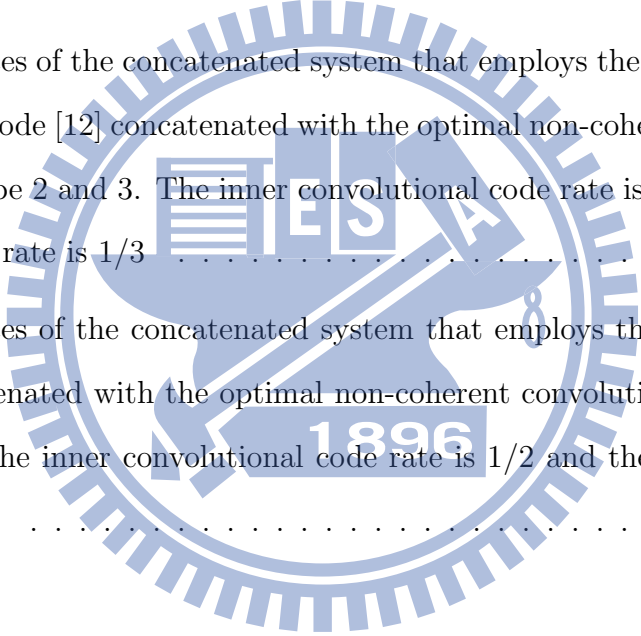 es of the concatenated system that employs the
ode [12] concatenated with the optimal non-cohe
pe 2 and 3. The inner convolutional code rate is
rate is 1/3 . . . . . . . . . . . . . . . . . . .
es of the concatenated system that employs th
enated with the optimal non-coherent convoluti
he inner convolutional code rate is 1/2 and the
. . . . . . . . . . . . . . . . . . . . . . . . .
E S A
1896